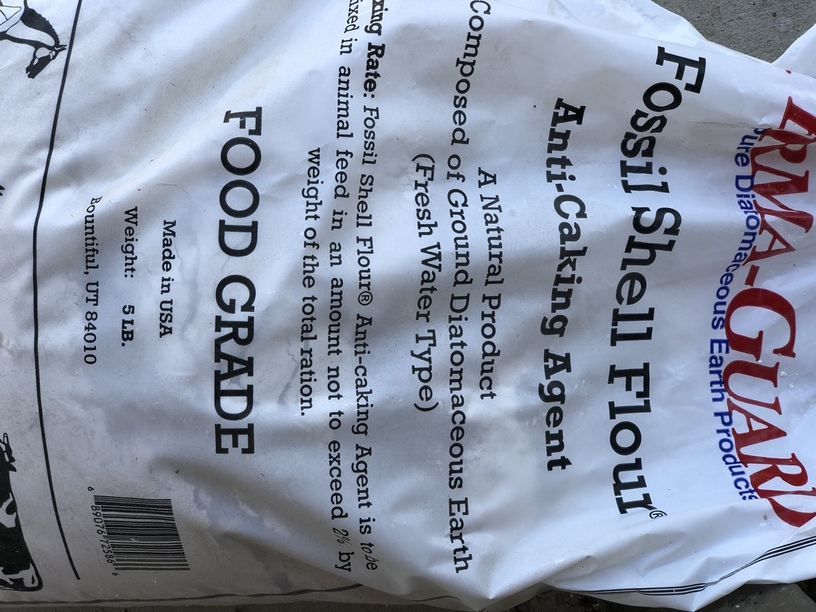 RMA-GUARD
ure Diatomaceous Earth Products
Fossil Shell Flour®
Anti-Caking Agent
A Natural Product
Composed of Ground Diatomaceous Earth
(Fresh Water Type)
xing Rate: Fossil Shell Flour® Anti-caking Agent is to be
ixed in animal feed in an amount not to exceed 2% by
weight of the total ration.
FOOD GRADE
Made in USA
Weight: 5 LB.
Bountiful, UT 84010